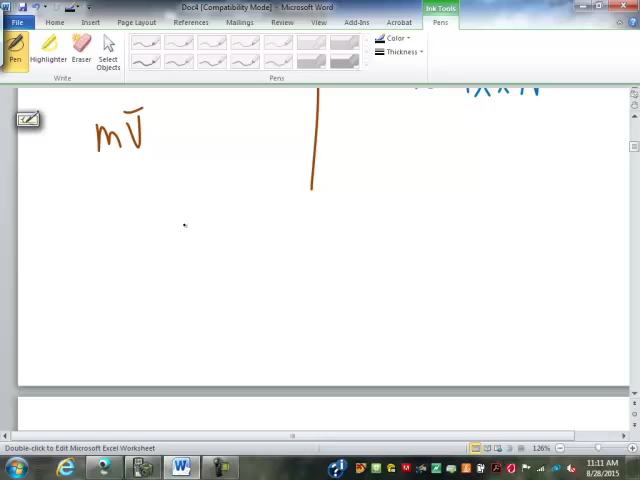 Doc4 [Compatibility Mode] - Microsoft Word
Ink Tools
File Home Insert Page Layout References Mailings Review View Add-Ins Acrobat Pens
Pen Highlighter Eraser Select Objects
Color
Thickness
Write Pens
m V̄
Double-click to Edit Microsoft Excel Worksheet 126%
11:11 AM
8/28/2015